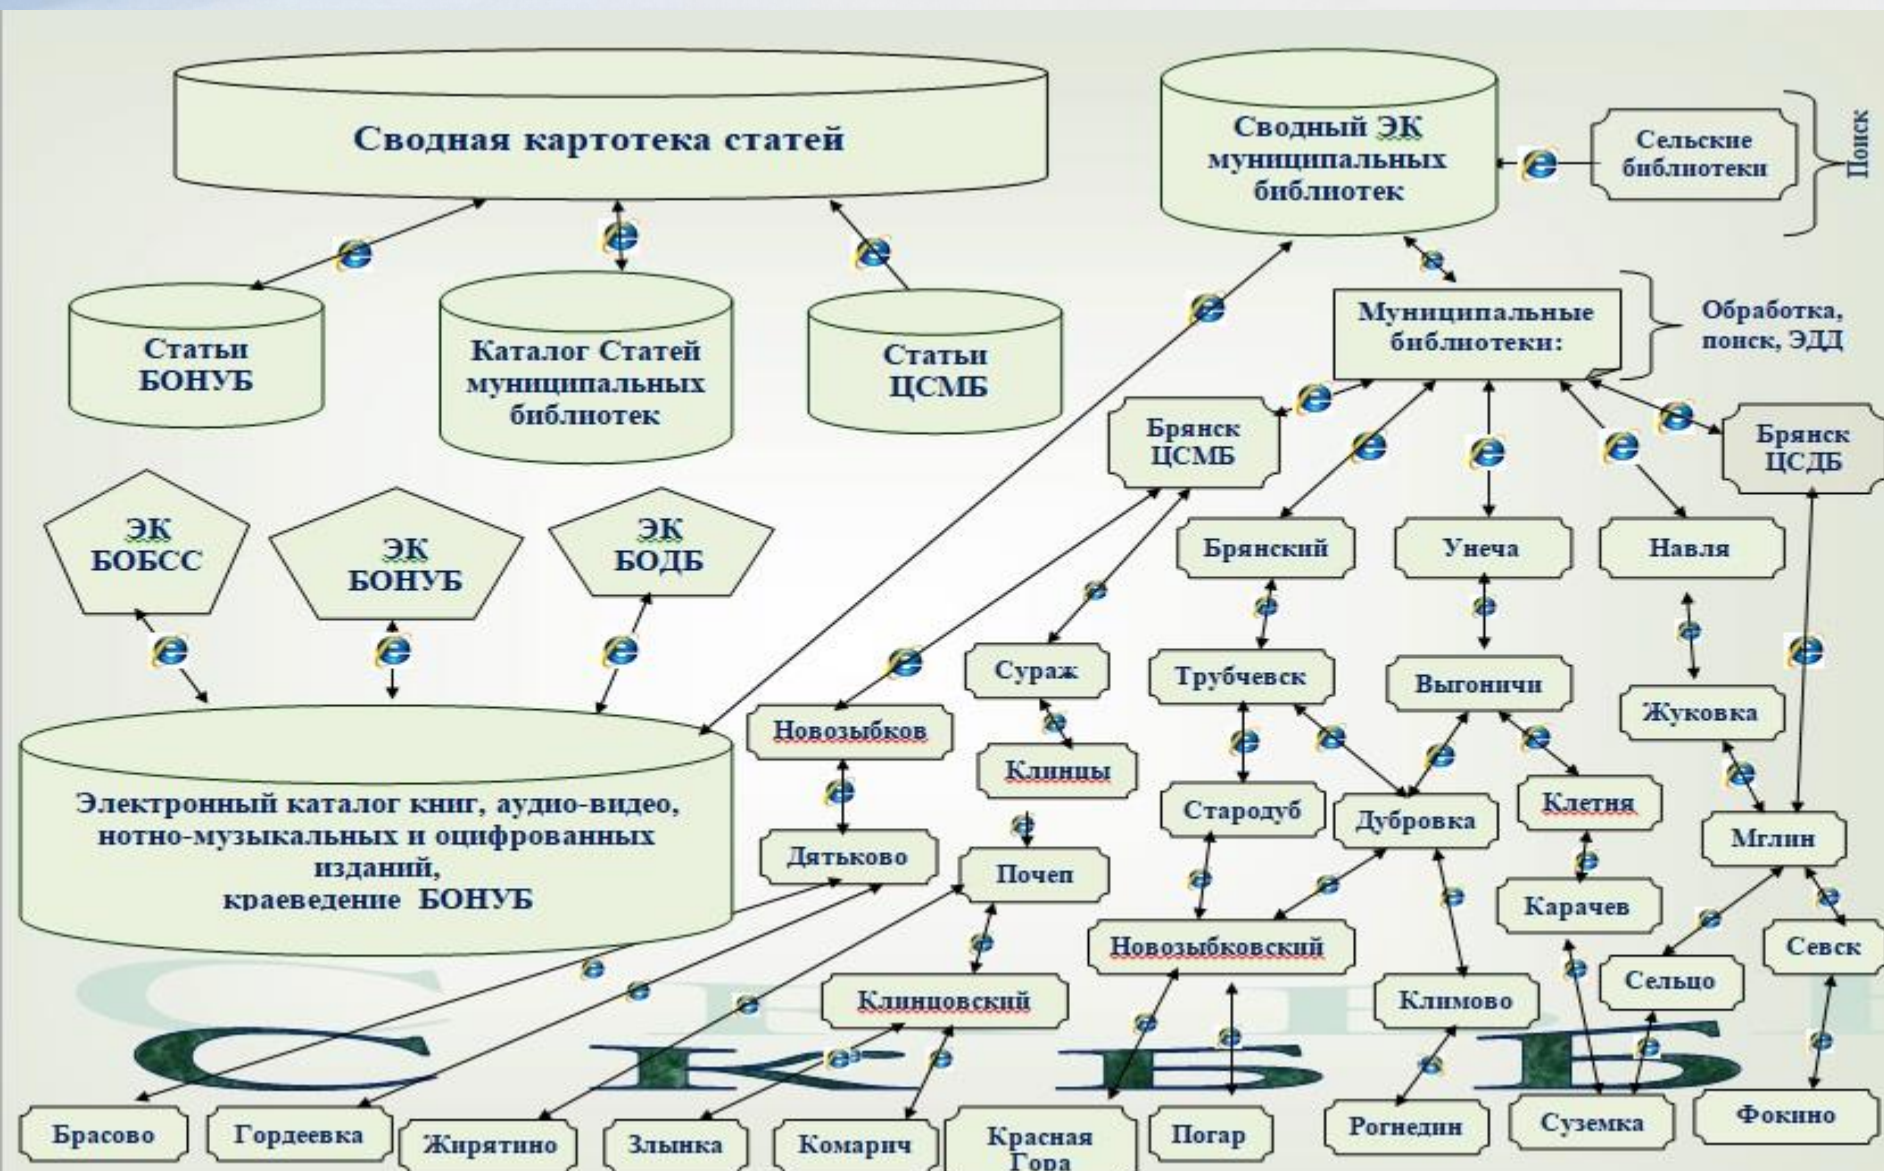 Сводная картотека статей
Сводный ЭК
муниципальных
библиотек
Сельские
библиотеки
Поиск
Статьи
БОНУБ
Каталог Статей
муниципальных
библиотек
Статьи
ЦСМБ
Муниципальные
библиотеки:
Обработка,
поиск, ЭДД
Брянск
ЦСМБ
Брянск
ЦСДБ
ЭК
БОБСС
ЭК
БОНУБ
ЭК
БОДБ
Брянский
Унеча
Навля
Сураж
Трубчевск
Выгоничи
Новозыбков
Жуковка
Клинцы
Электронный каталог книг, аудио-видео,
нотно-музыкальных и оцифрованных
изданий,
краеведение БОНУБ
Стародуб
Дубровка
Клетня
Мглин
Дятьково
Почеп
Карачев
Новозыбковский
Севск
Сельцо
Клинцовский
Климово
С К Б Б
Брасово
Гордеевка
Жирятино
Злынка
Комарич
Красная
Гора
Погар
Рогнедин
Суземка
Фокино